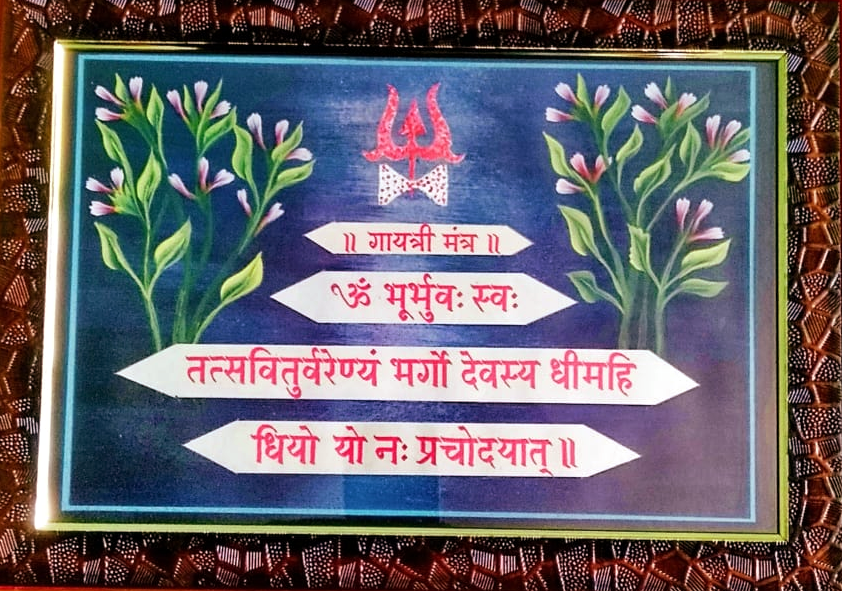 ॥ गायत्री मंत्र ॥
ॐ भूर्भुवः स्वः
तत्सवितुर्वरेण्यं भर्गो देवस्य धीमहि
धियो यो नः प्रचोदयात् ॥